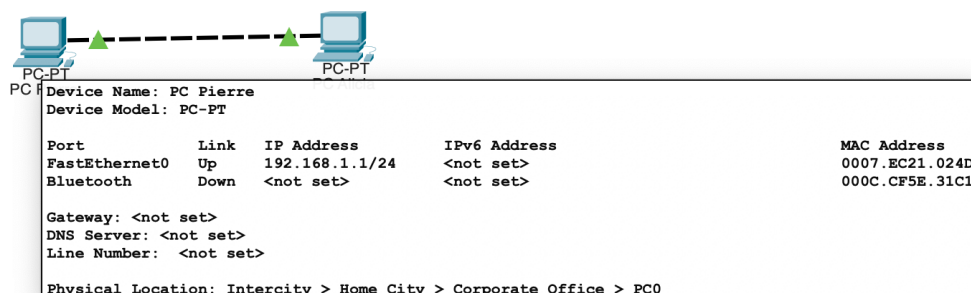 PC-PT
PC-PT
PC Alicia
PC
Device Name: PC Pierre
Device Model: PC-PT
Port Link IP Address IPv6 Address MAC Address
FastEthernet0 Up 192.168.1.1/24 <not set> 0007.EC21.024D
Bluetooth Down <not set> <not set> 000C.CF5E.31C1
Gateway: <not set>
DNS Server: <not set>
Line Number: <not set>
Physical Location: Intercity > Home City > Corporate Office > PC0